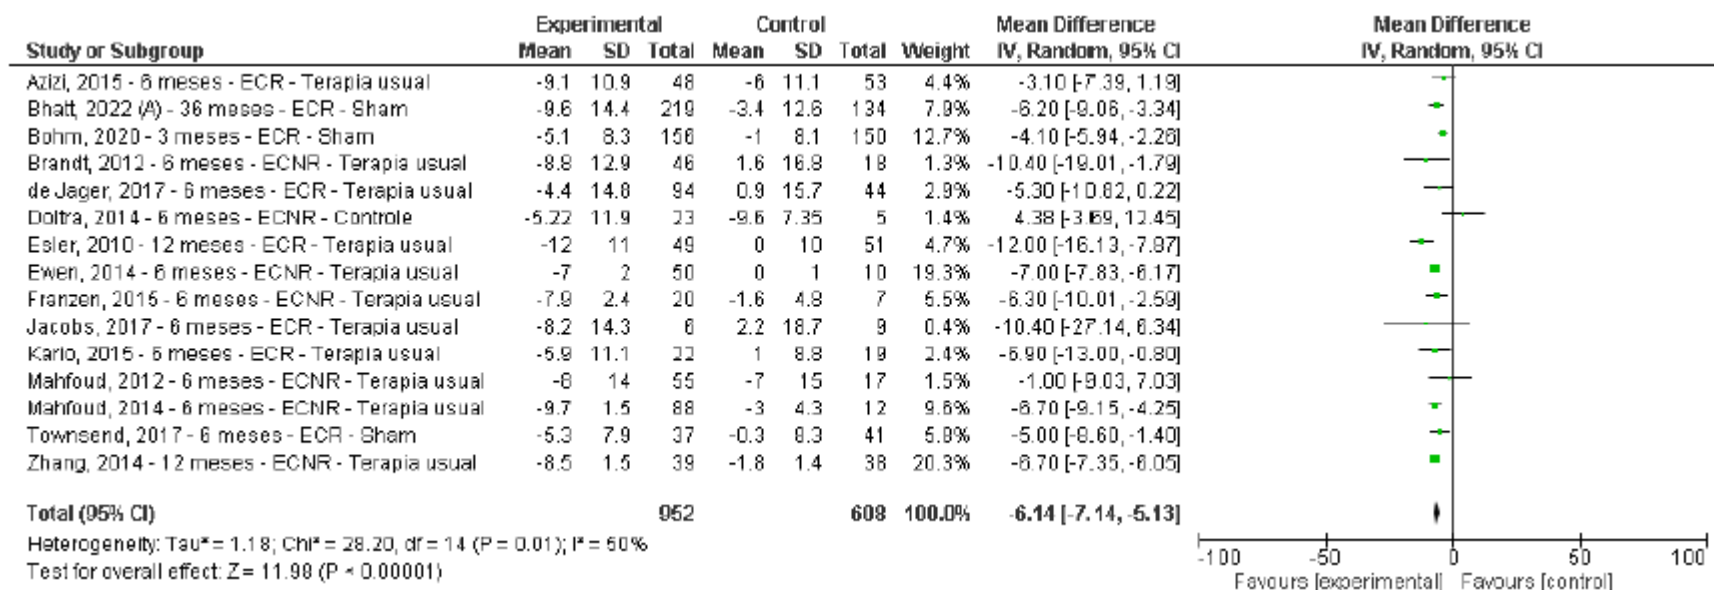 Experimental Control Mean Difference Mean Difference
Study or Subgroup Mean SD Total Mean SD Total Weight IV, Random, 95% CI IV, Random, 95% CI
Azizi, 2015 - 6 meses - ECR - Terapia usual -9.1 10.9 48 -6 11.1 53 4.4% -3.10 [-7.39, 1.19]
Bhatt, 2022 (A) - 36 meses - ECR - Sham -9.6 14.4 219 -3.4 12.6 134 7.9% -6.20 [-9.06, -3.34]
Bohm, 2020 - 3 meses - ECR - Sham -5.1 8.3 156 -1 8.1 150 12.7% -4.10 [-5.94, -2.26]
Brandt, 2012 - 6 meses - ECNR - Terapia usual -8.8 12.9 46 1.6 16.8 18 1.3% -10.40 [-19.01, -1.79]
de Jager, 2017 - 6 meses - ECR - Terapia usual -4.4 14.8 94 0.9 15.7 44 2.9% -5.30 [-10.82, 0.22]
Doltra, 2014 - 6 meses - ECNR - Controle -5.22 11.9 23 -9.6 7.35 5 1.4% 4.38 [-3.69, 12.45]
Esler, 2010 - 12 meses - ECR - Terapia usual -12 11 49 0 10 51 4.7% -12.00 [-16.13, -7.87]
Ewen, 2014 - 6 meses - ECNR - Terapia usual -7 2 50 0 1 10 19.3% -7.00 [-7.83, -6.17]
Franzen, 2015 - 6 meses - ECNR - Terapia usual -7.9 2.4 20 -1.6 4.8 7 5.5% -6.30 [-10.01, -2.59]
Jacobs, 2017 - 6 meses - ECR - Terapia usual -8.2 14.3 6 2.2 18.7 9 0.4% -10.40 [-27.14, 6.34]
Kario, 2015 - 6 meses - ECR - Terapia usual -5.9 11.1 22 1 8.8 19 2.4% -6.90 [-13.00, -0.80]
Mahfoud, 2012 - 6 meses - ECNR - Terapia usual -8 14 55 -7 15 17 1.5% -1.00 [-9.03, 7.03]
Mahfoud, 2014 - 6 meses - ECNR - Terapia usual -9.7 1.5 88 -3 4.3 12 9.6% -6.70 [-9.15, -4.25]
Townsend, 2017 - 6 meses - ECR - Sham -5.3 7.9 37 -0.3 8.3 41 5.8% -5.00 [-8.60, -1.40]
Zhang, 2014 - 12 meses - ECNR - Terapia usual -8.5 1.5 39 -1.8 1.4 38 20.3% -6.70 [-7.35, -6.05]
Total (95% CI) 952 608 100.0% -6.14 [-7.14, -5.13]
Heterogeneity: Tau² = 1.18; Chi² = 28.20, df = 14 (P = 0.01); I² = 50%
Test for overall effect: Z = 11.98 (P < 0.00001)
-100 -50 0 50 100
Favours [experimental] Favours [control]